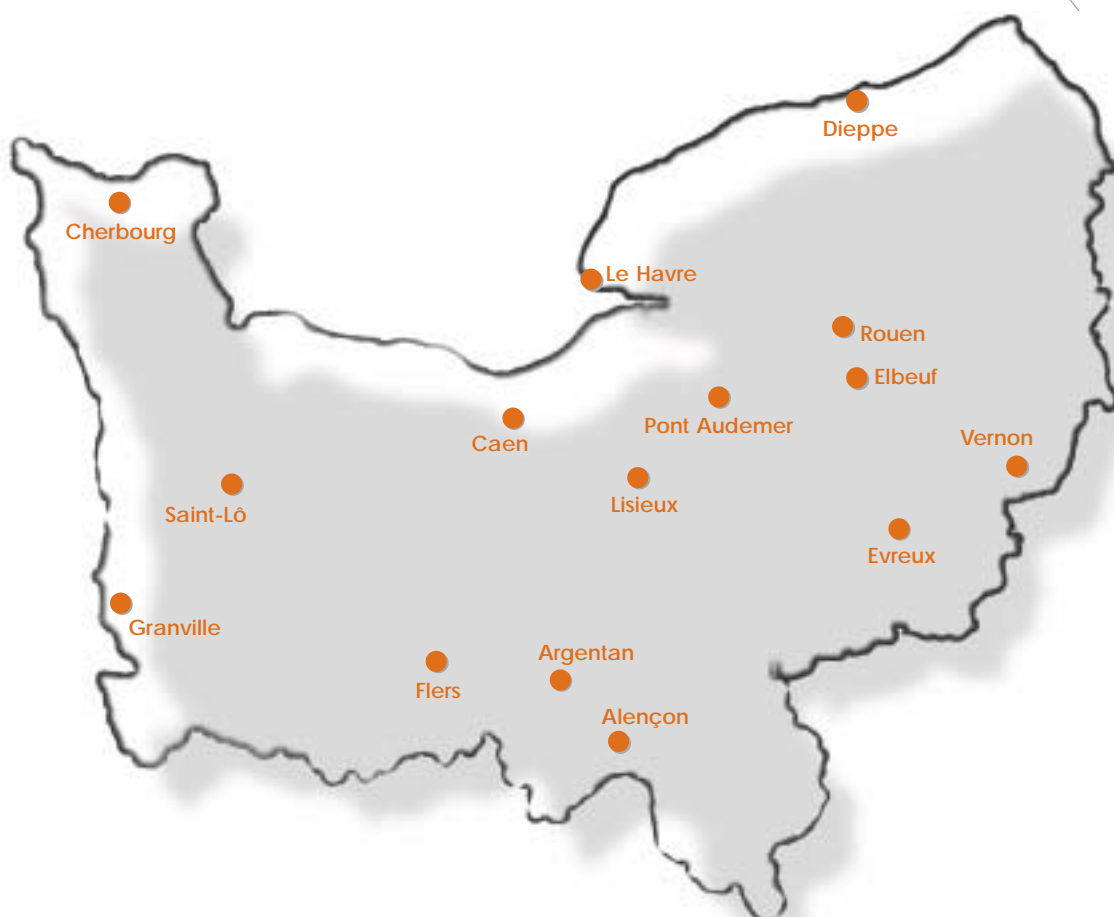 Dieppe
Cherbourg
Le Havre
Rouen
Elbeuf
Pont Audemer
Caen
Vernon
Lisieux
Saint-Lô
Evreux
Granville
Argentan
Flers
Alençon